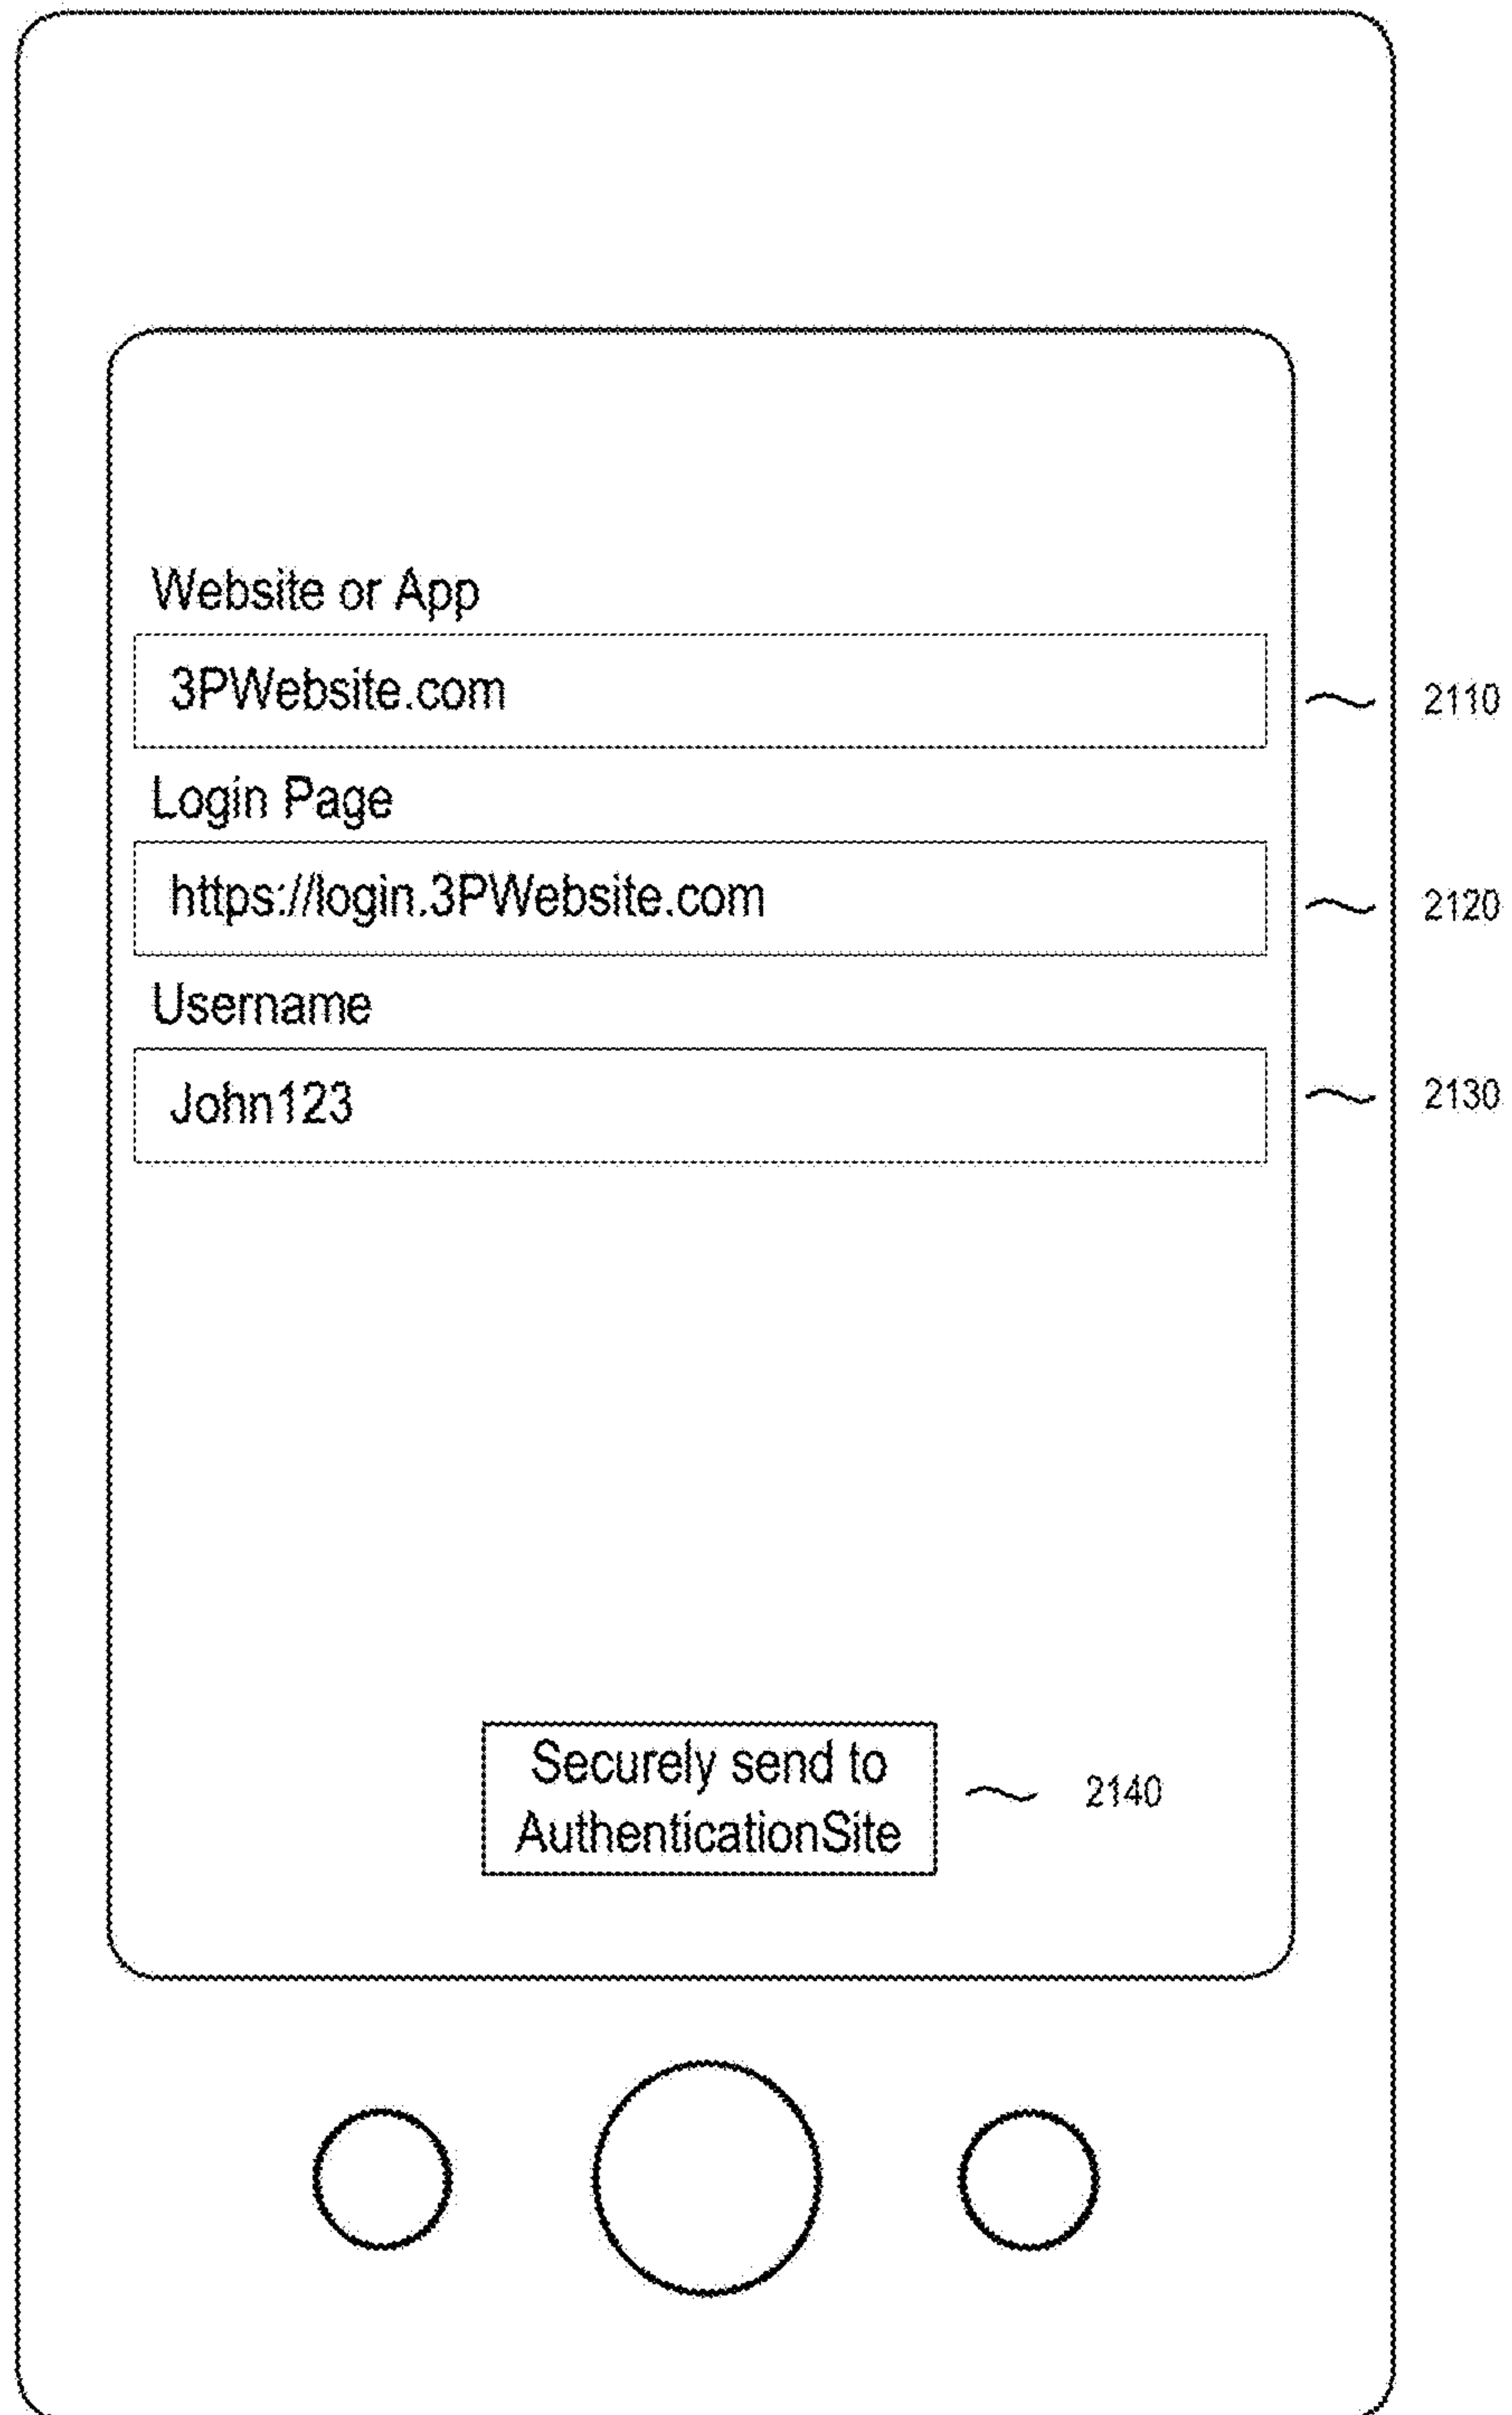 Website or App
3PWebsite.com
2110
Login Page
https://login.3PWebsite.com
2120
Username
John123
2130
Securely send to
AuthenticationSite
2140